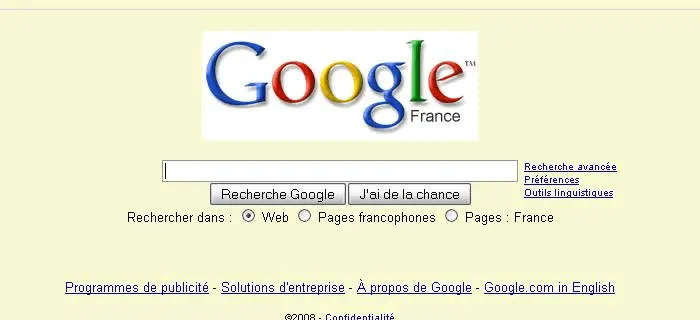 Google™
France
Recherche avancée
Préférences
Outils linguistiques
Recherche Google J'ai de la chance
Rechercher dans : Web Pages francophones Pages : France
Programmes de publicité - Solutions d'entreprise - À propos de Google - Google.com in English
©2008 - Confidentialité